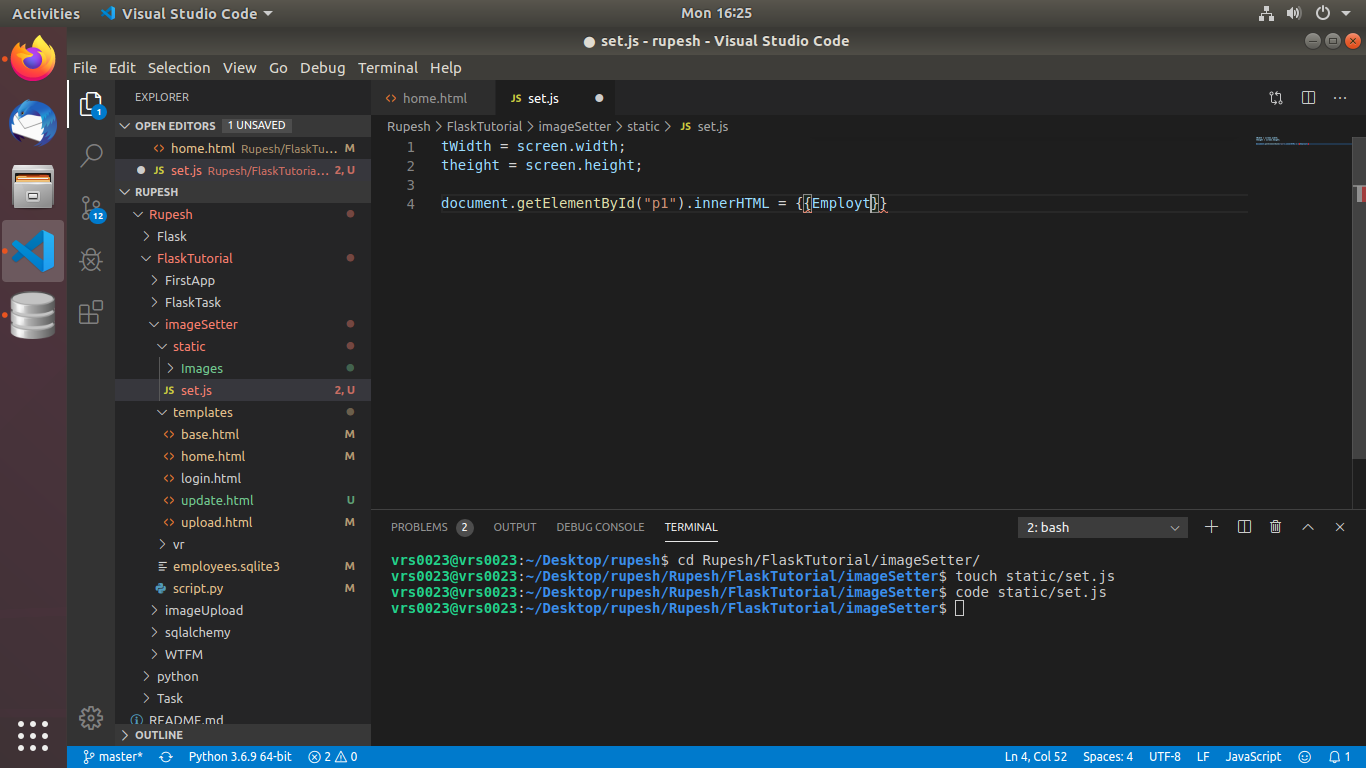 Activities Visual Studio Code Mon 16:25
● set.js - rupesh - Visual Studio Code
File Edit Selection View Go Debug Terminal Help
EXPLORER
OPEN EDITORS 1 UNSAVED
home.html Rupesh/FlaskTu... M
JS set.js Rupesh/FlaskTutoria... 2, U
RUPESH
Rupesh
Flask
FlaskTutorial
FirstApp
FlaskTask
imageSetter
static
Images
JS set.js 2, U
templates
base.html M
home.html M
login.html
update.html U
upload.html M
vr
employees.sqlite3 M
script.py M
imageUpload
sqlalchemy
WTFM
python
Task
README.md
OUTLINE
1
12
home.html JS set.js
Rupesh > FlaskTutorial > imageSetter > static > JS set.js
1 tWidth = screen.width;
2 theight = screen.height;
3
4 document.getElementById("p1").innerHTML = {{Employt}}
PROBLEMS 2 OUTPUT DEBUG CONSOLE TERMINAL 2: bash
vrs0023@vrs0023:~/Desktop/rupesh$ cd Rupesh/FlaskTutorial/imageSetter/
vrs0023@vrs0023:~/Desktop/rupesh/Rupesh/FlaskTutorial/imageSetter$ touch static/set.js
vrs0023@vrs0023:~/Desktop/rupesh/Rupesh/FlaskTutorial/imageSetter$ code static/set.js
vrs0023@vrs0023:~/Desktop/rupesh/Rupesh/FlaskTutorial/imageSetter$
master* Python 3.6.9 64-bit 2 0 Ln 4, Col 52 Spaces: 4 UTF-8 LF JavaScript 1